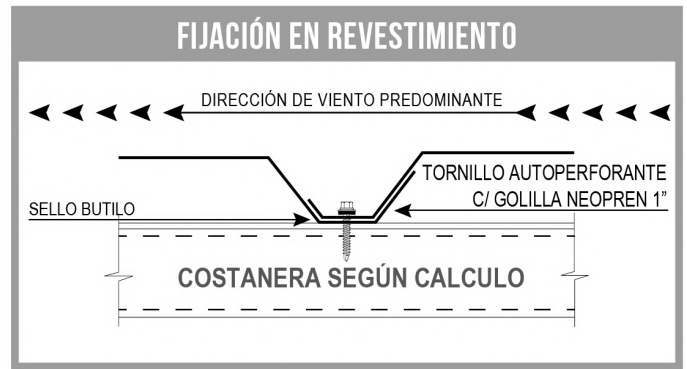 FIJACIÓN EN REVESTIMIENTO
DIRECCIÓN DE VIENTO PREDOMINANTE
TORNILLO AUTOPERFORANTE
C/ GOLILLA NEOPREN 1”
SELLO BUTILO
COSTANERA SEGÚN CALCULO